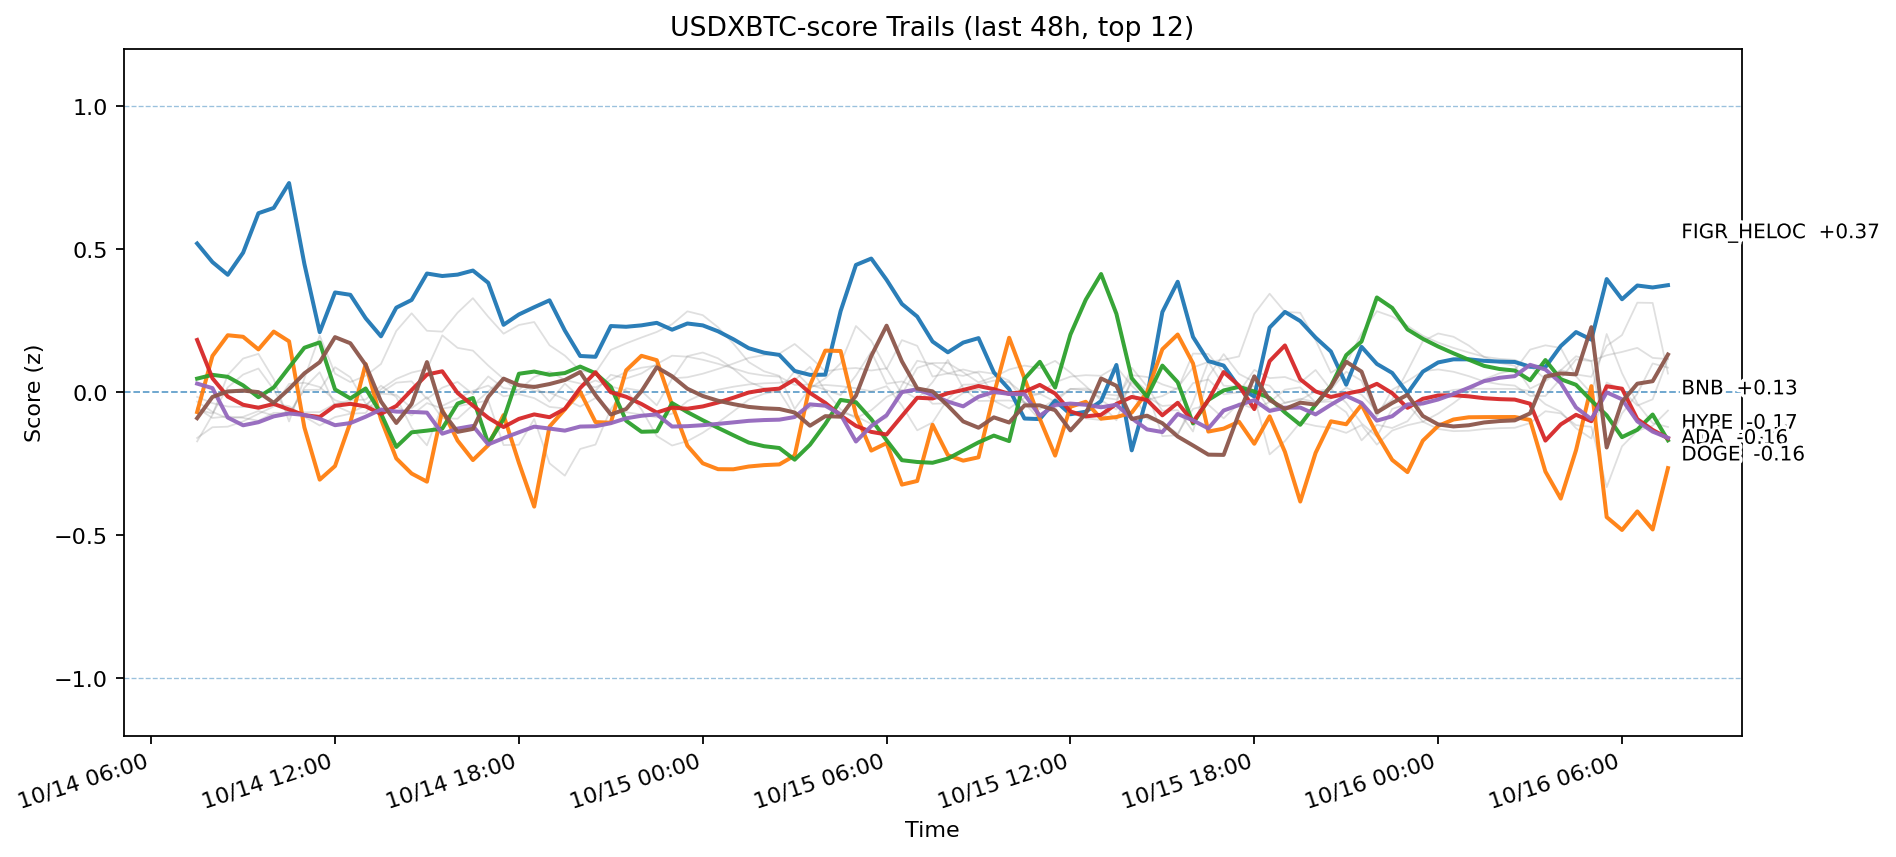 USDXBTC-score Trails (last 48h, top 12)
Score (z)
1.0
0.5
0.0
−0.5
−1.0
FIGR_HELOC +0.37
BNB +0.13
HYPE -0.17
ADA -0.16
DOGE -0.16
10/14 06:00
10/14 12:00
10/14 18:00
10/15 00:00
10/15 06:00
10/15 12:00
10/15 18:00
10/16 00:00
10/16 06:00
Time